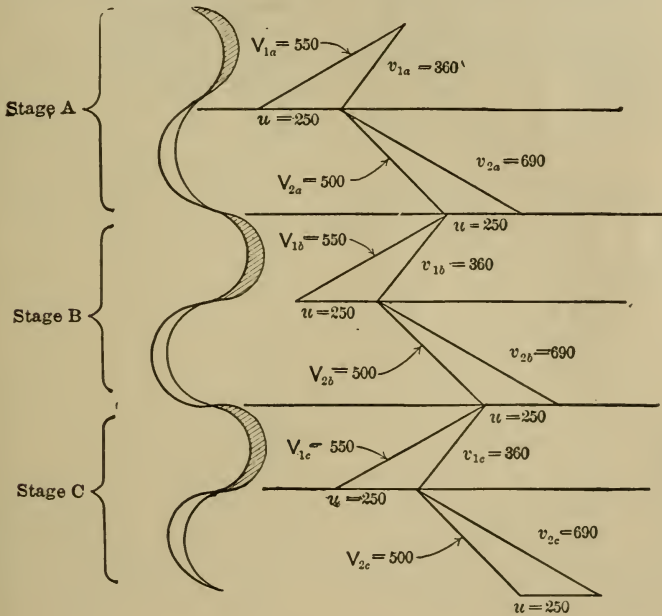 V₁ₐ = 550
v₁ₐ = 360
Stage A
u = 250
V₂ₐ = 500
v₂ₐ = 690
u = 250
V₁b = 550
v₁b = 360
Stage B
u = 250
V₂b = 500
v₂b = 690
u = 250
V₁c = 550
v₁c = 360
Stage C
u = 250
V₂c = 500
v₂c = 690
u = 250